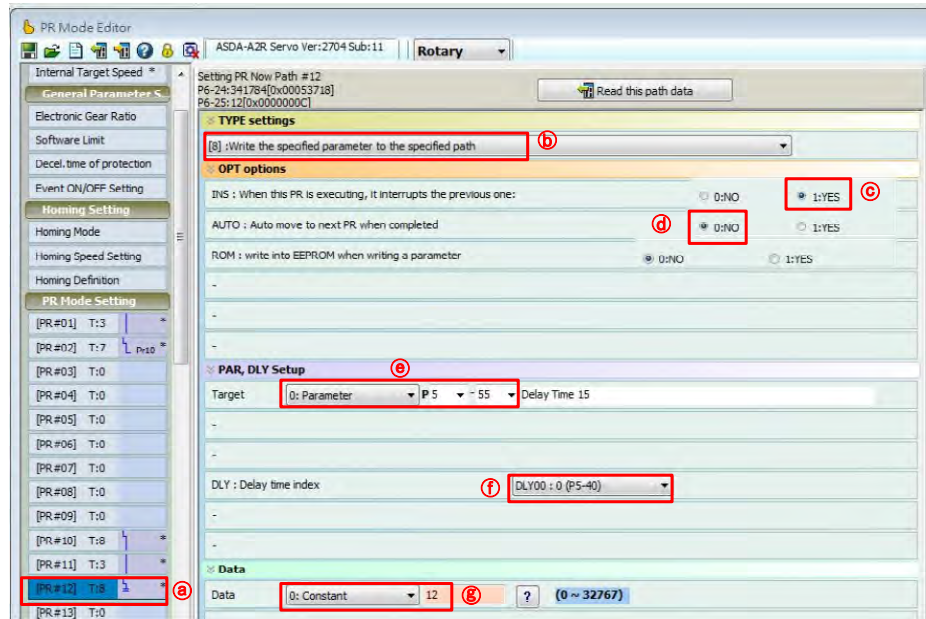 PR Mode Editor
ASDA-A2R Servo Ver:2704 Sub:11 Rotary
Internal Target Speed *
General Parameter S...
Electronic Gear Ratio
Software Limit
Decel.time of protection
Event ON/OFF Setting
Homing Setting
Homing Mode
Homing Speed Setting
Homing Definition
PR Mode Setting
[PR#01] T:3 *
[PR#02] T:7 Pr10 *
[PR#03] T:0
[PR#04] T:0
[PR#05] T:0
[PR#06] T:0
[PR#07] T:0
[PR#08] T:0
[PR#09] T:0
[PR#10] T:8 *
[PR#11] T:3 *
[PR#12] T:8 * ⓐ
[PR#13] T:0
Setting PR Now Path #12
P6-24:341784[0x00053718]
P6-25:12[0x0000000C]
Read this path data
TYPE settings
[8] :Write the specified parameter to the specified path ⓑ
OPT options
INS : When this PR is executing, it interrupts the previous one: 0:NO 1:YES ⓒ
AUTO : Auto move to next PR when completed ⓓ 0:NO 1:YES
ROM : write into EEPROM when writing a parameter 0:NO 1:YES
-
-
-
PAR, DLY Setup ⓔ
Target 0: Parameter P 5 - 55 Delay Time 15
-
-
DLY : Delay time index ⓕ DLY00 : 0 (P5-40)
-
-
Data
Data 0: Constant 12 ⓖ ? (0 ~ 32767)